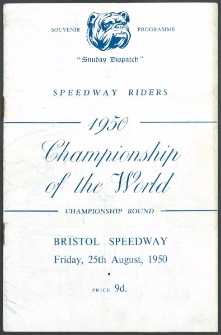 SOUVENIR PROGRAMME
"Sunday Dispatch"
SPEEDWAY RIDERS
1950
Championship
of the World
CHAMPIONSHIP ROUND
BRISTOL SPEEDWAY
Friday, 25th August, 1950
PRICE 9d.